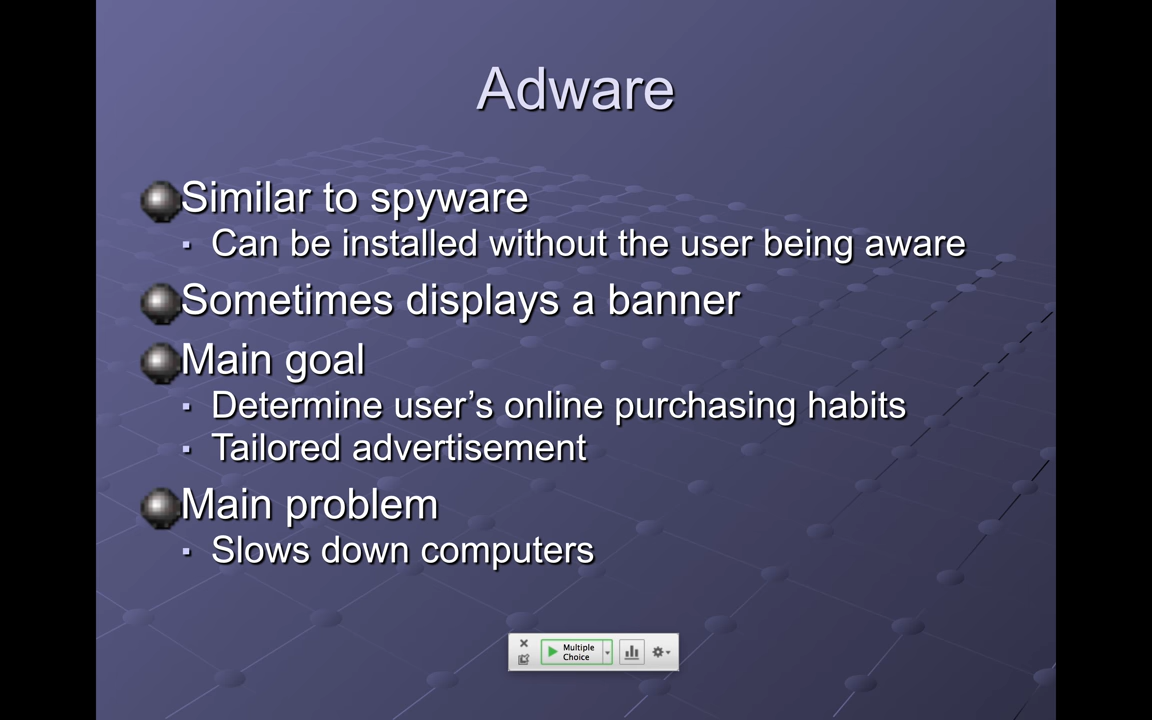 Adware
Similar to spyware
▪ Can be installed without the user being aware
Sometimes displays a banner
Main goal
▪ Determine user’s online purchasing habits
▪ Tailored advertisement
Main problem
▪ Slows down computers
Multiple
Choice